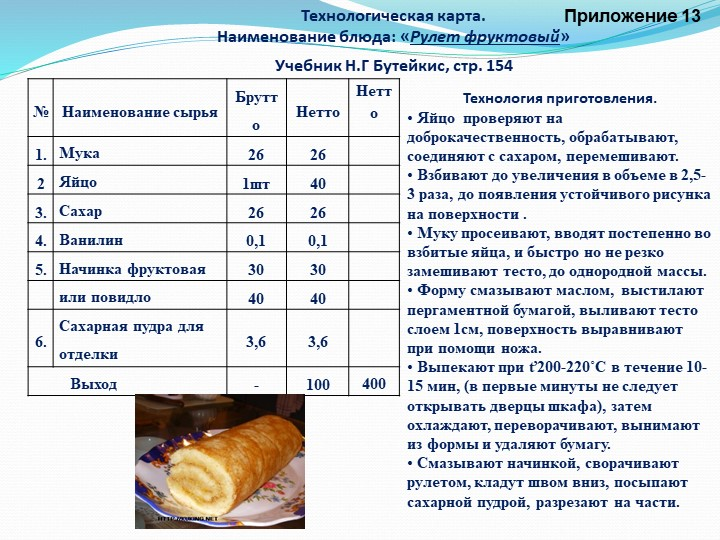 Технологическая карта.
Приложение 13
Наименование блюда: «Рулет фруктовый»
Учебник Н.Г Бутейкис, стр. 154
№ Наименование сырья Брутт Нетто Нетт
о о
1. Мука 26 26
2 Яйцо 1шт 40
3. Сахар 26 26
4. Ванилин 0,1 0,1
5. Начинка фруктовая 30 30
или повидло 40 40
6. Сахарная пудра для 3,6 3,6
отделки
Выход - 100 400
Технология приготовления.
• Яйцо проверяют на
доброкачественность, обрабатывают,
соединяют с сахаром, перемешивают.
• Взбивают до увеличения в объеме в 2,5-
3 раза, до появления устойчивого рисунка
на поверхности .
• Муку просеивают, вводят постепенно во
взбитые яйца, и быстро но не резко
замешивают тесто, до однородной массы.
• Форму смазывают маслом, выстилают
пергаментной бумагой, выливают тесто
слоем 1см, поверхность выравнивают
при помощи ножа.
• Выпекают при t˚200-220˚С в течение 10-
15 мин, (в первые минуты не следует
открывать дверцы шкафа), затем
охлаждают, переворачивают, вынимают
из формы и удаляют бумагу.
• Смазывают начинкой, сворачивают
рулетом, кладут швом вниз, посыпают
сахарной пудрой, разрезают на части.